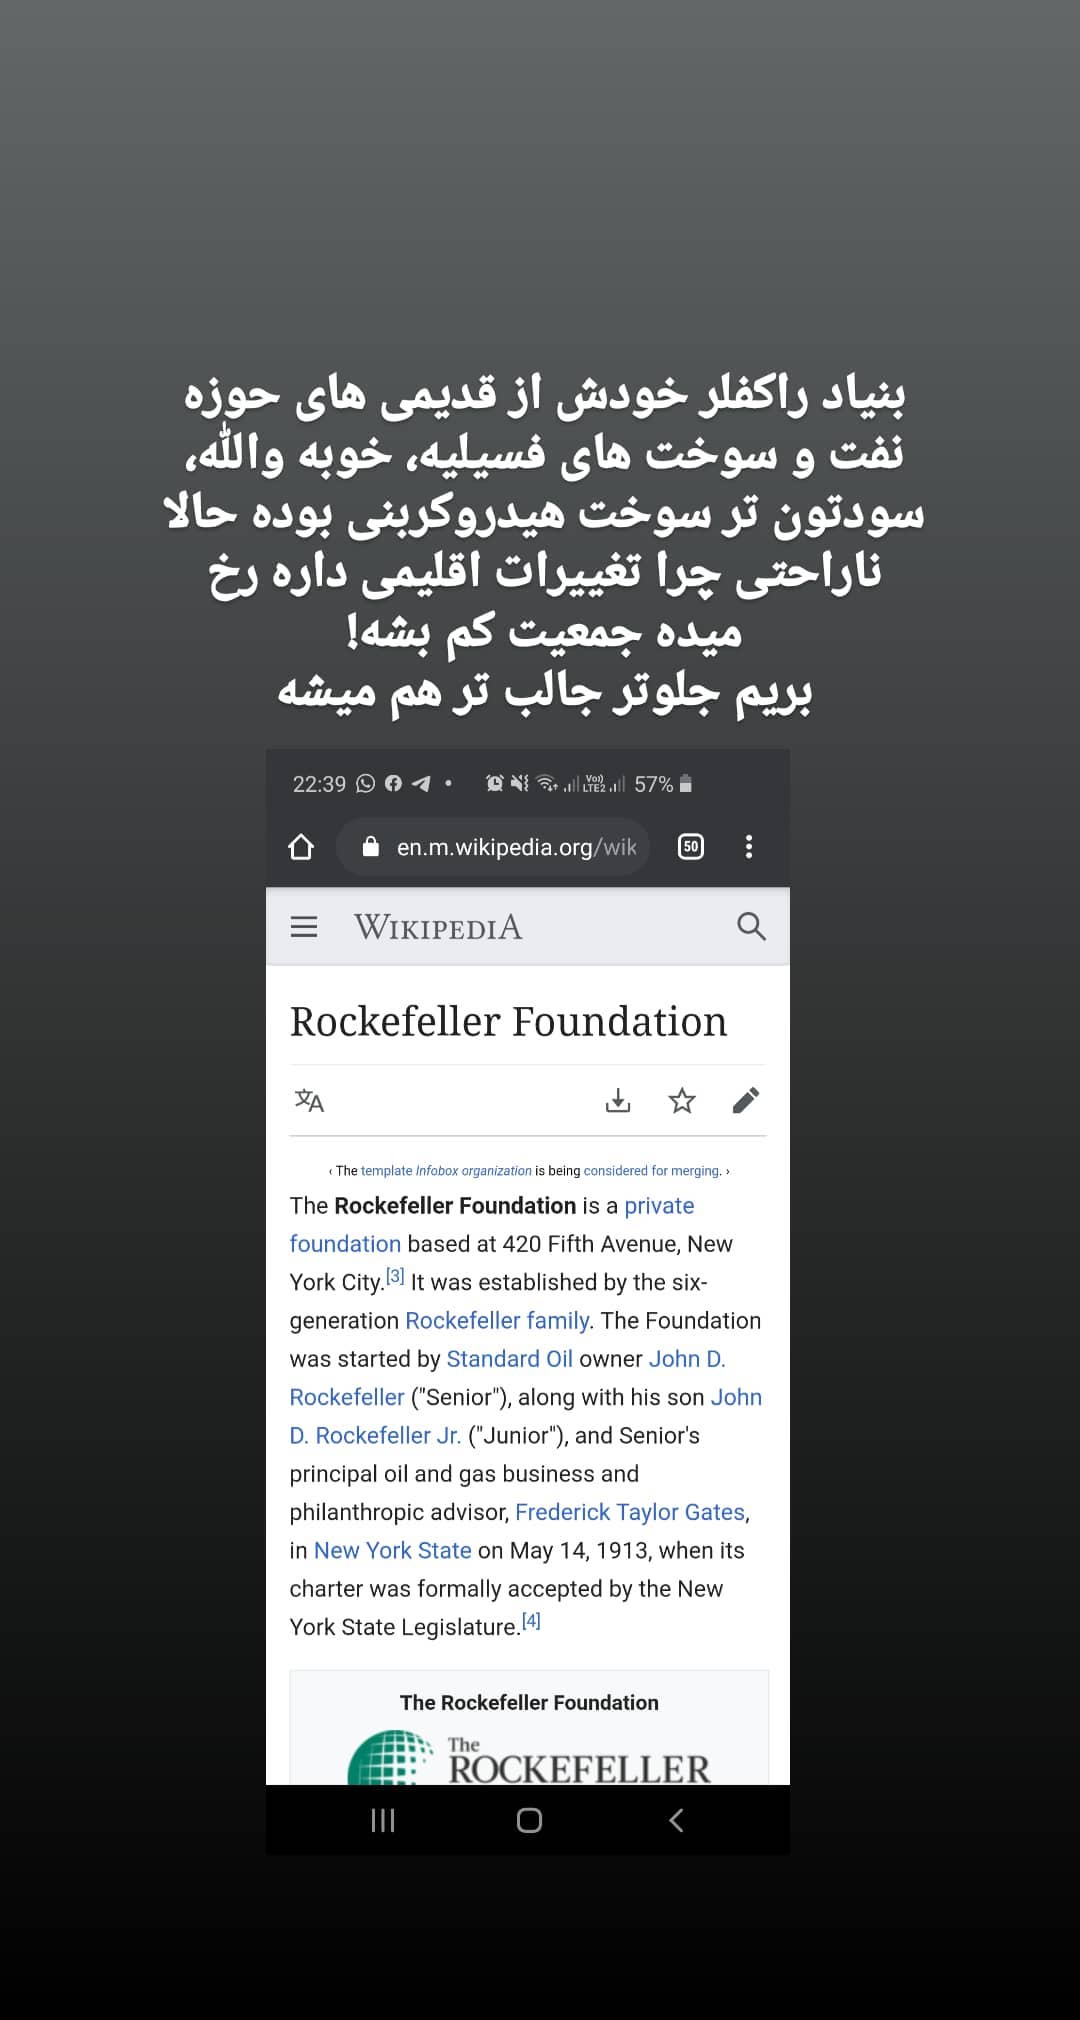 بنیاد راکفلر خودش از قدیمی های حوزه
نفت و سوخت های فسیلیه، خوبه والله،
سودتون تر سوخت هیدروکربنی بوده حالا
ناراحتی چرا تغییرات اقلیمی داره رخ
میده جمعیت کم بشه!
بریم جلوتر جالب تر هم میشه
22:39 Vo)) LTE2 57%
en.m.wikipedia.org/wik 50
WIKIPEDIA
Rockefeller Foundation
‹ The template Infobox organization is being considered for merging. ›
The Rockefeller Foundation is a private
foundation based at 420 Fifth Avenue, New
York City.[3] It was established by the six-
generation Rockefeller family. The Foundation
was started by Standard Oil owner John D.
Rockefeller ("Senior"), along with his son John
D. Rockefeller Jr. ("Junior"), and Senior's
principal oil and gas business and
philanthropic advisor, Frederick Taylor Gates,
in New York State on May 14, 1913, when its
charter was formally accepted by the New
York State Legislature.[4]
The Rockefeller Foundation
The
ROCKEFELLER